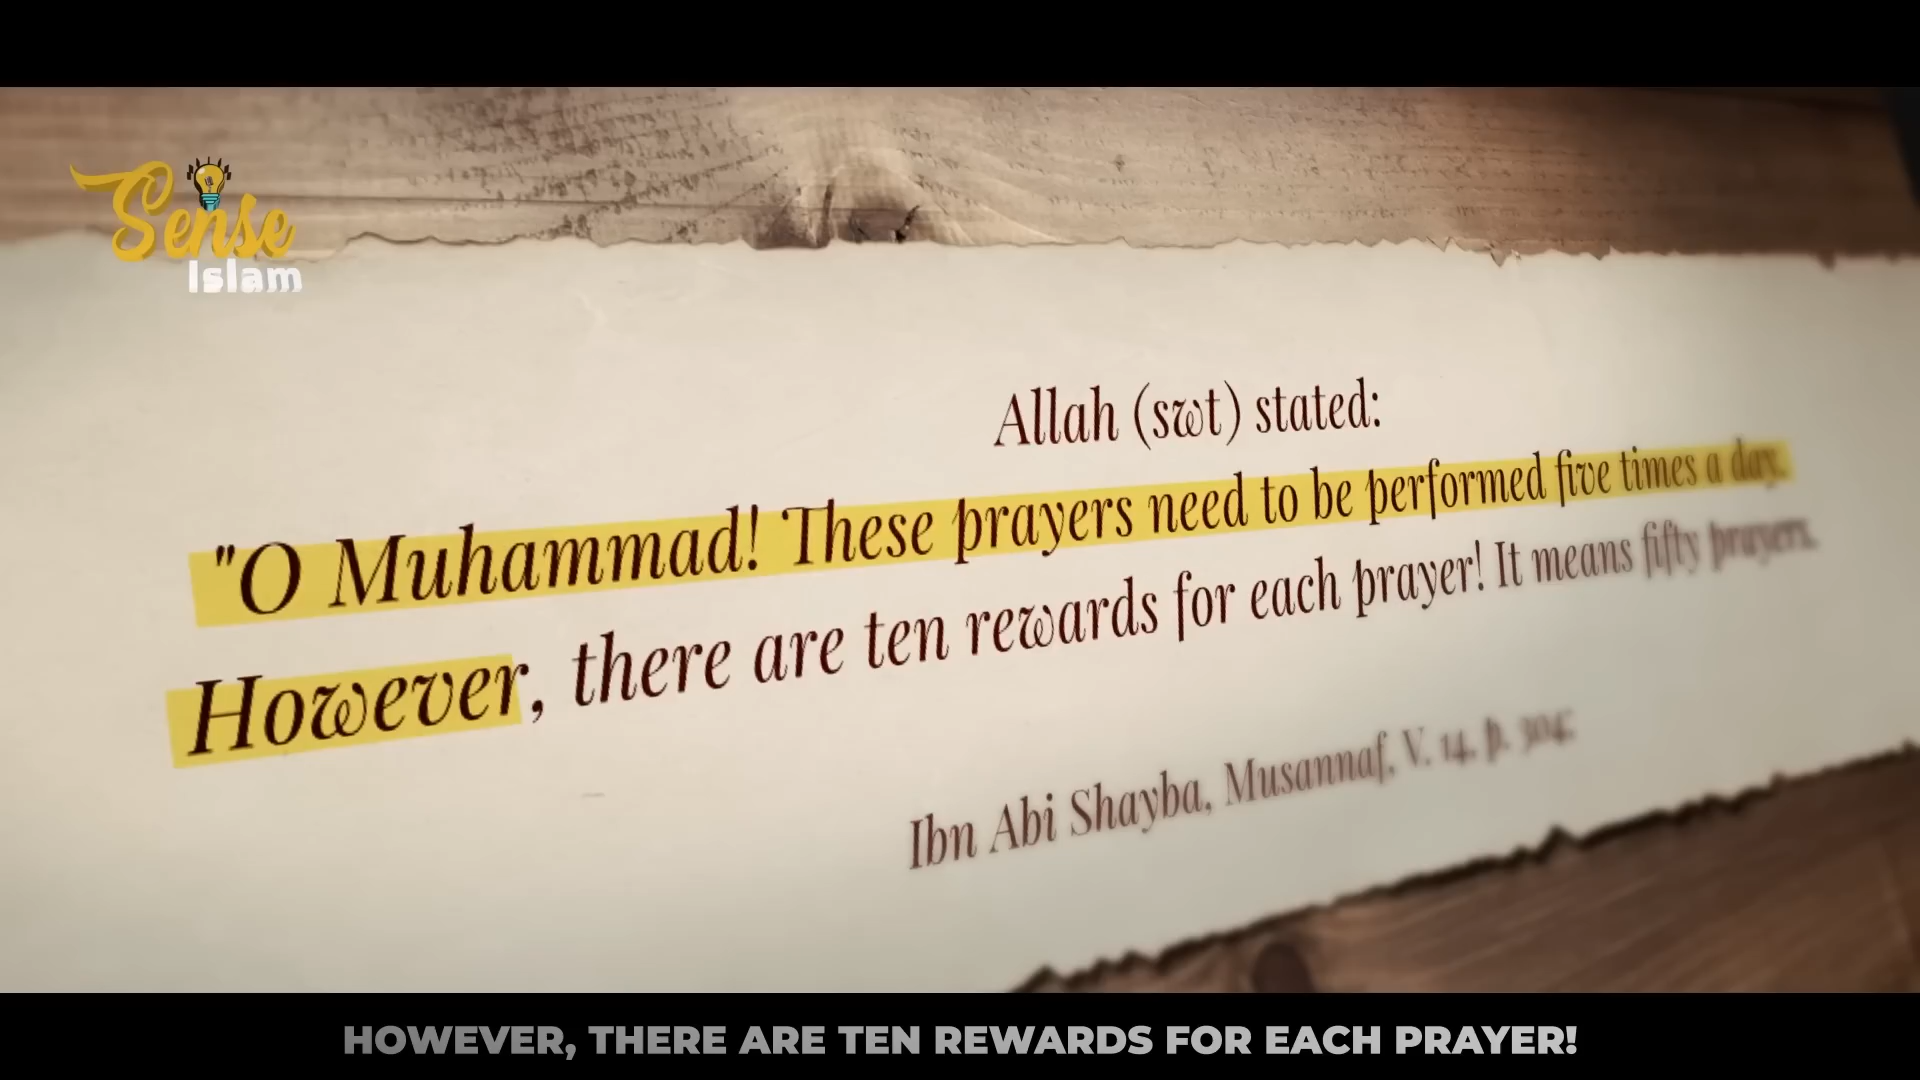 Sense
Islam
Allah (swt) stated:
"O Muhammad! These prayers need to be performed five times a day.
However, there are ten rewards for each prayer! It means fifty prayers.
Ibn Abi Shayba, Musannaf, V. 14, p. 304.
HOWEVER, THERE ARE TEN REWARDS FOR EACH PRAYER!